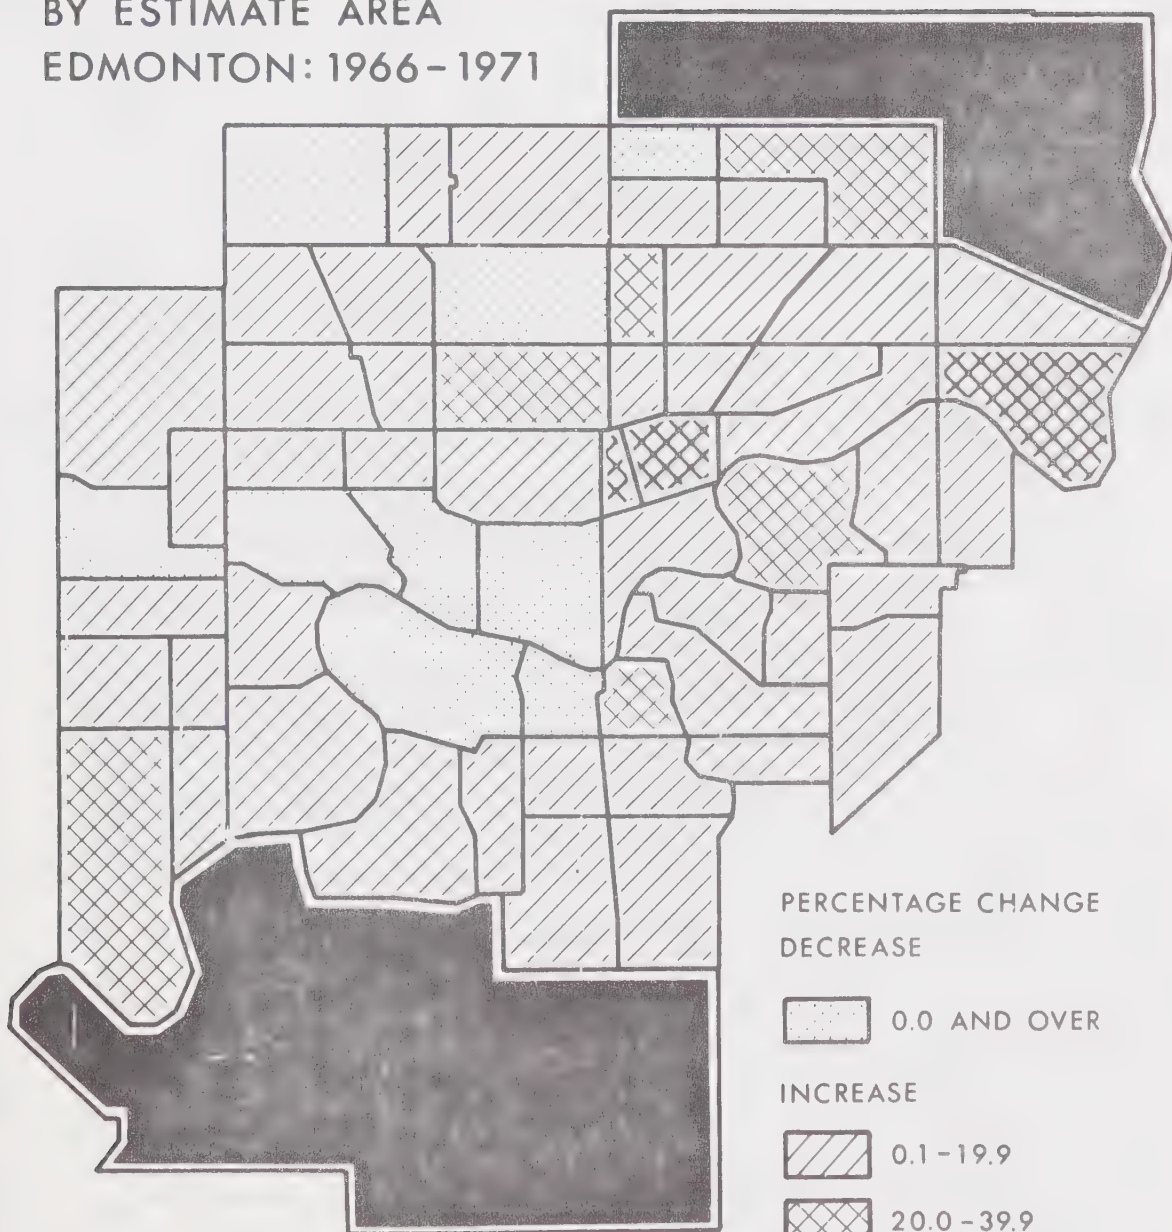 BY ESTIMATE AREA
EDMONTON: 1966-1971
PERCENTAGE CHANGE
DECREASE
0.0 AND OVER
INCREASE
0.1-19.9
20.0-39.9